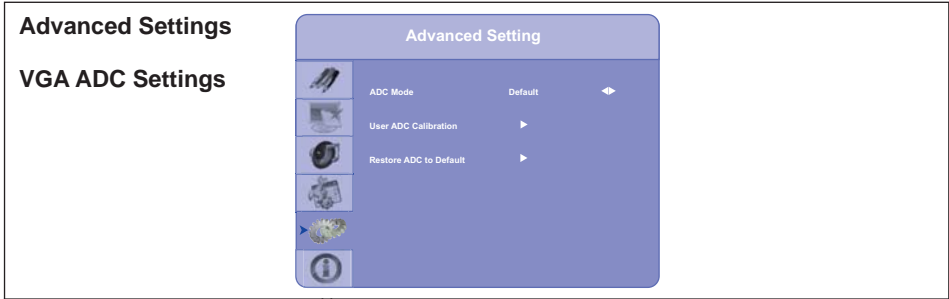 Advanced Settings
VGA ADC Settings
Advanced Setting
ADC Mode Default
User ADC Calibration
Restore ADC to Default